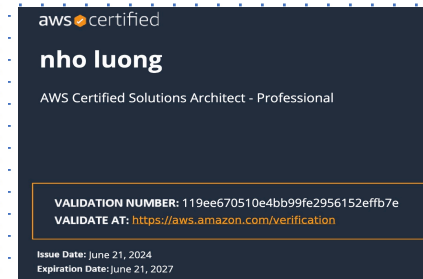 aws certified
nho luong
AWS Certified Solutions Architect - Professional
VALIDATION NUMBER: 119ee670510e4bb99fe2956152effb7e
VALIDATE AT: https://aws.amazon.com/verification
Issue Date: June 21, 2024
Expiration Date: June 21, 2027